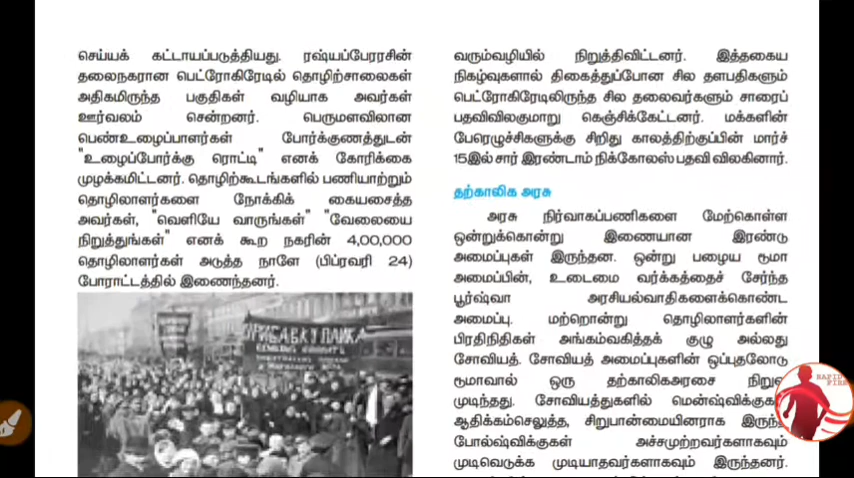 செய்யக் கட்டாயப்படுத்தியது. ரஷ்யப்பேரரசின்
தலைநகரான பெட்ரோகிரேடில் தொழிற்சாலைகள்
அதிகமிருந்த பகுதிகள் வழியாக அவர்கள்
ஊர்வலம் சென்றனர். பெருமளவிலான
பெண்உழைப்பாளர்கள் போர்க்குணத்துடன்
"உழைப்போர்க்கு ரொட்டி" எனக் கோரிக்கை
முழக்கமிட்டனர். தொழிற்கூடங்களில் பணியாற்றும்
தொழிலாளர்களை நோக்கிக் கையசைத்த
அவர்கள், "வெளியே வாருங்கள்" "வேலையை
நிறுத்துங்கள்" எனக் கூற நகரின் 4,00,000
தொழிலாளர்கள் அடுத்த நாளே (பிப்ரவரி 24)
போராட்டத்தில் இணைந்தனர்.
வரும்வழியில் நிறுத்திவிட்டனர். இத்தகைய
நிகழ்வுகளால் திகைத்துப்போன சில தளபதிகளும்
பெட்ரோகிரேடிலிருந்த சில தலைவர்களும் சாரைப்
பதவிவிலகுமாறு கெஞ்சிக்கேட்டனர். மக்களின்
பேரெழுச்சிகளுக்கு சிறிது காலத்திற்குப்பின் மார்ச்
15இல் சார் இரண்டாம் நிக்கோலஸ் பதவி விலகினார்.
தற்காலிக அரசு
அரசு நிர்வாகப்பணிகளை மேற்கொள்ள
ஒன்றுக்கொன்று இணையான இரண்டு
அமைப்புகள் இருந்தன. ஒன்று பழைய டூமா
அமைப்பின், உடைமை வர்க்கத்தைச் சேர்ந்த
பூர்ஷ்வா அரசியல்வாதிகளைக்கொண்ட
அமைப்பு. மற்றொன்று தொழிலாளர்களின்
பிரதிநிதிகள் அங்கம்வகித்தக் குழு அல்லது
சோவியத். சோவியத் அமைப்புகளின் ஒப்புதலோடு
டூமாவால் ஒரு தற்காலிகஅரசை
முடிந்தது. சோவியத்துகளில்
ஆதிக்கம்செலுத்த, சிறுபான்மையினராக
போல்ஷ்விக்குகள் அச்சமுற்றவர்களாகவும்
முடிவெடுக்க முடியாதவர்களாகவும் இருந்தனர்.
RAPID
FIRE